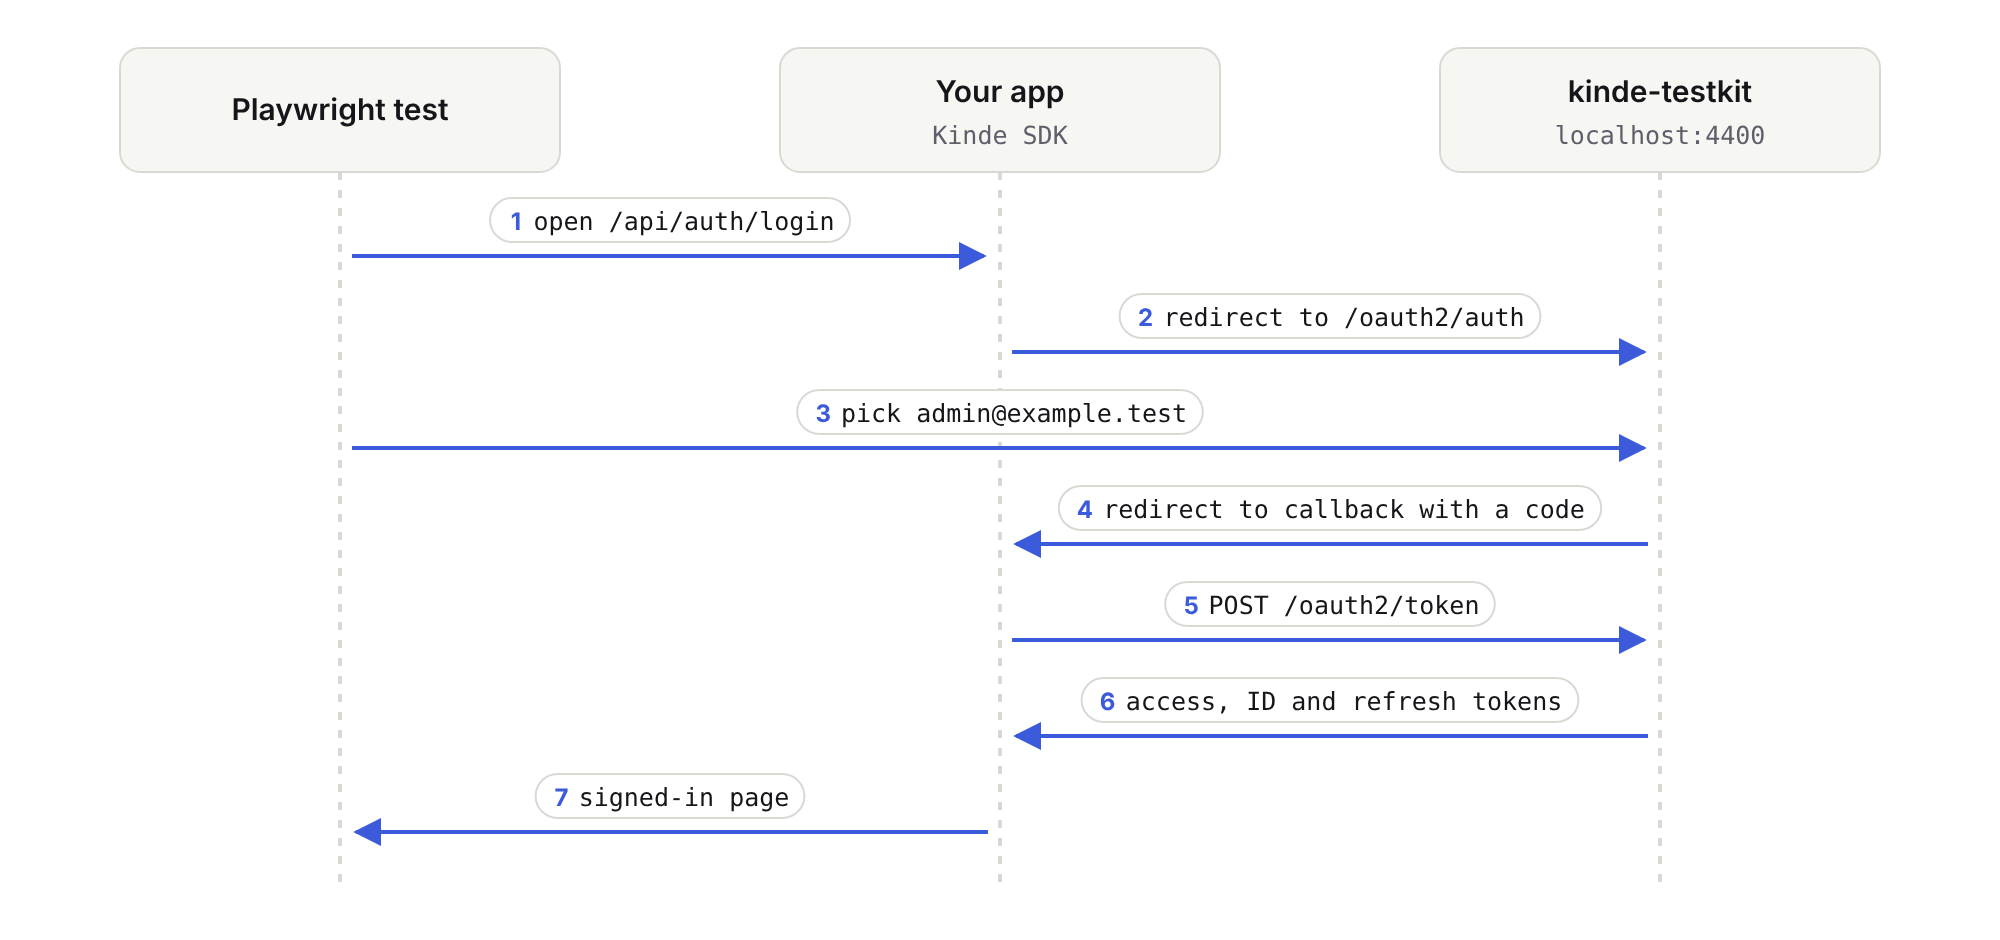 Playwright test
Your app
Kinde SDK
kinde-testkit
localhost:4400
1 open /api/auth/login
2 redirect to /oauth2/auth
3 pick admin@example.test
4 redirect to callback with a code
5 POST /oauth2/token
6 access, ID and refresh tokens
7 signed-in page